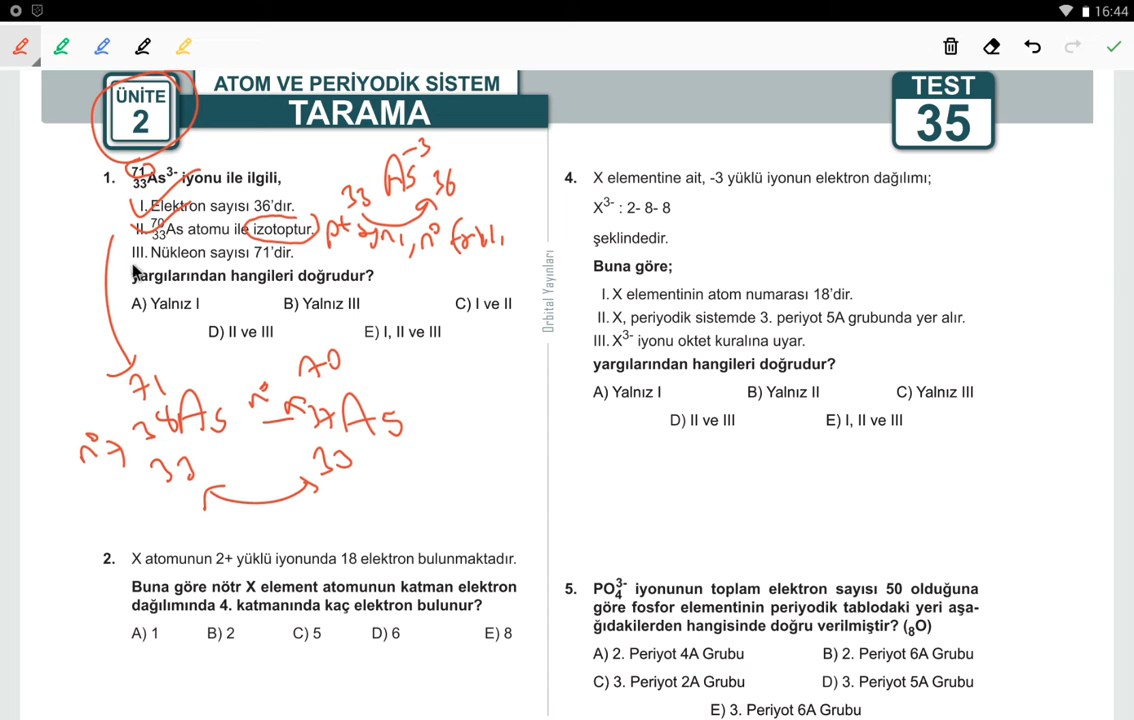 16:44
ÜNİTE
2
ATOM VE PERİYODİK SİSTEM
TARAMA
TEST
35
1. ⁷¹₃₃As³⁻ iyonu ile ilgili,
I. Elektron sayısı 36'dır.
II. ⁷⁰₃₃As atomu ile izotoptur.
III. Nükleon sayısı 71'dir.
yargılarından hangileri doğrudur?
A) Yalnız I B) Yalnız III C) I ve II
D) II ve III E) I, II ve III
33 As⁻³ 36
p⁺ aynı, n⁰ farklı
71
38 As
33
n⁰
70
37 As
33
2. X atomunun 2+ yüklü iyonunda 18 elektron bulunmaktadır.
Buna göre nötr X element atomunun katman elektron
dağılımında 4. katmanında kaç elektron bulunur?
A) 1 B) 2 C) 5 D) 6 E) 8
Orbital Yayınları
4. X elementine ait, -3 yüklü iyonun elektron dağılımı;
X³⁻ : 2- 8- 8
şeklindedir.
Buna göre;
I. X elementinin atom numarası 18'dir.
II. X, periyodik sistemde 3. periyot 5A grubunda yer alır.
III. X³⁻ iyonu oktet kuralına uyar.
yargılarından hangileri doğrudur?
A) Yalnız I B) Yalnız II C) Yalnız III
D) II ve III E) I, II ve III
5. PO₄³⁻ iyonunun toplam elektron sayısı 50 olduğuna
göre fosfor elementinin periyodik tablodaki yeri aşa-
ğıdakilerden hangisinde doğru verilmiştir? (₈O)
A) 2. Periyot 4A Grubu B) 2. Periyot 6A Grubu
C) 3. Periyot 2A Grubu D) 3. Periyot 5A Grubu
E) 3. Periyot 6A Grubu